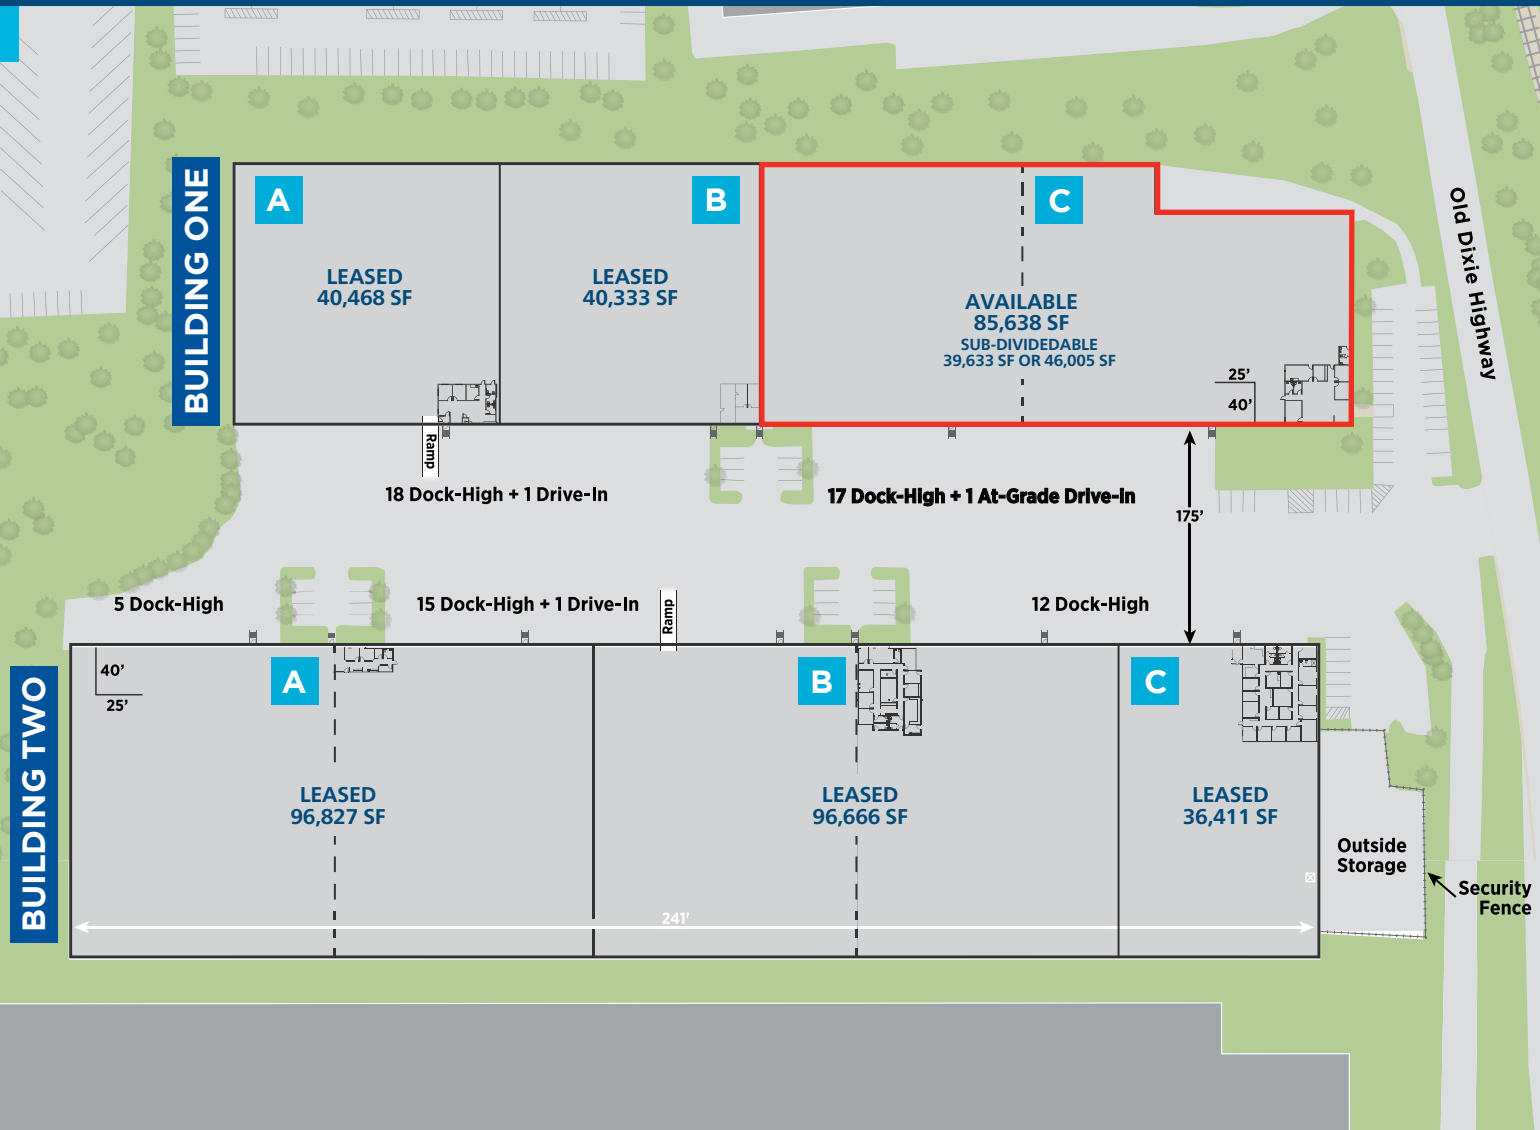 BUILDING ONE
A
LEASED
40,468 SF
B
LEASED
40,333 SF
C
AVAILABLE
85,638 SF
SUB-DIVIDEDABLE
39,633 SF OR 46,005 SF
25’
40’
Old Dixie Highway
Ramp
18 Dock-High + 1 Drive-In
17 Dock-High + 1 At-Grade Drive-in
175’
5 Dock-High
15 Dock-High + 1 Drive-In
Ramp
12 Dock-High
BUILDING TWO
40’
25’
A
LEASED
96,827 SF
B
LEASED
96,666 SF
C
LEASED
36,411 SF
241’
Outside
Storage
Security
Fence